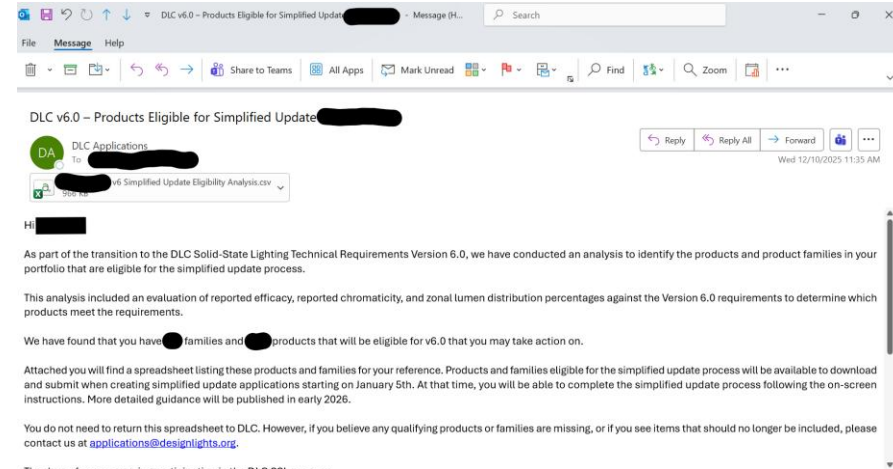 DLC v6.0 – Products Eligible for Simplified Updat
- Message (H...
Search
File Message Help
Share to Teams All Apps Mark Unread Find Zoom
DLC v6.0 – Products Eligible for Simplified Update
DA
DLC Applications
To
Reply Reply All Forward
Wed 12/10/2025 11:35 AM
v6 Simplified Update Eligibility Analysis.csv
966 KB
Hi
As part of the transition to the DLC Solid-State Lighting Technical Requirements Version 6.0, we have conducted an analysis to identify the products and product families in your
portfolio that are eligible for the simplified update process.
This analysis included an evaluation of reported efficacy, reported chromaticity, and zonal lumen distribution percentages against the Version 6.0 requirements to determine which
products meet the requirements.
We have found that you have families and products that will be eligible for v6.0 that you may take action on.
Attached you will find a spreadsheet listing these products and families for your reference. Products and families eligible for the simplified update process will be available to download
and submit when creating simplified update applications starting on January 5th. At that time, you will be able to complete the simplified update process following the on-screen
instructions. More detailed guidance will be published in early 2026.
You do not need to return this spreadsheet to DLC. However, if you believe any qualifying products or families are missing, or if you see items that should no longer be included, please
contact us at applications@designlights.org.